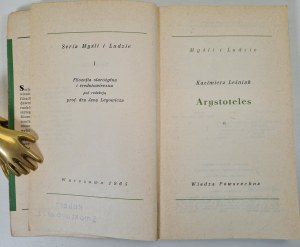 Seria Myśli i Ludzie
1
Filozofia starożytna
i średniowieczna
pod redakcją
prof. dra Jana Legowicza
Warszawa 1965
Myśli i Ludzie
Kazimierz Leśniak
Arystoteles
Wiedza Powszechna